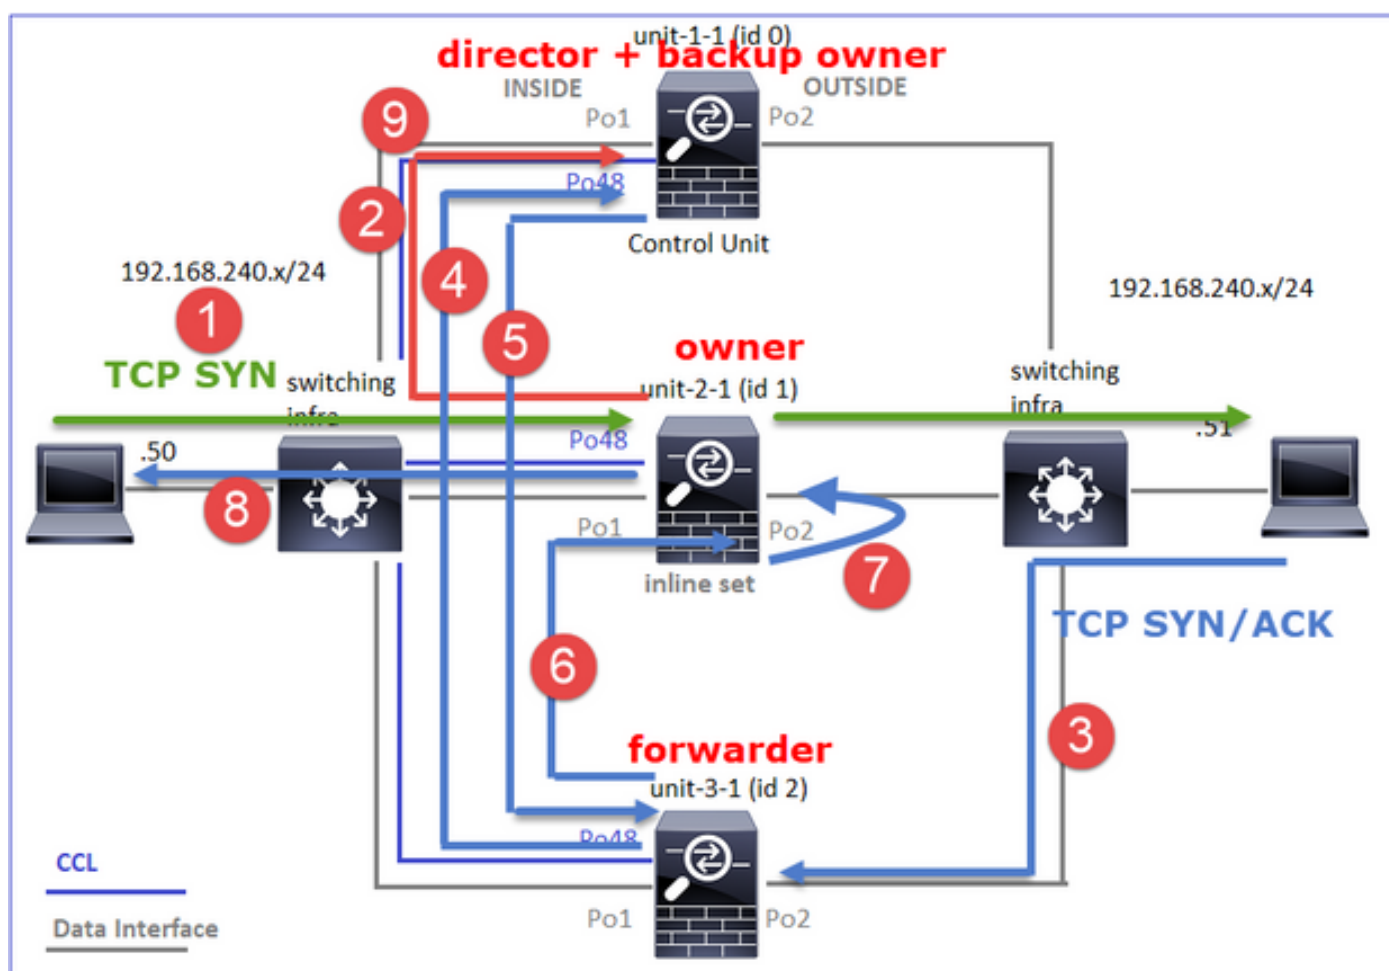 unit-1-1 (id 0)
director + backup owner
INSIDE
OUTSIDE
9
Po1
Po2
2
Po48
Control Unit
192.168.240.x/24
4
192.168.240.x/24
1
5
TCP SYN
switching
infra
owner
unit-2-1 (id 1)
switching
infra
.50
Po48
.51
8
Po1
Po2
7
inline set
TCP SYN/ACK
6
3
forwarder
unit-3-1 (id 2)
Po48
CCL
Po1
Po2
Data Interface